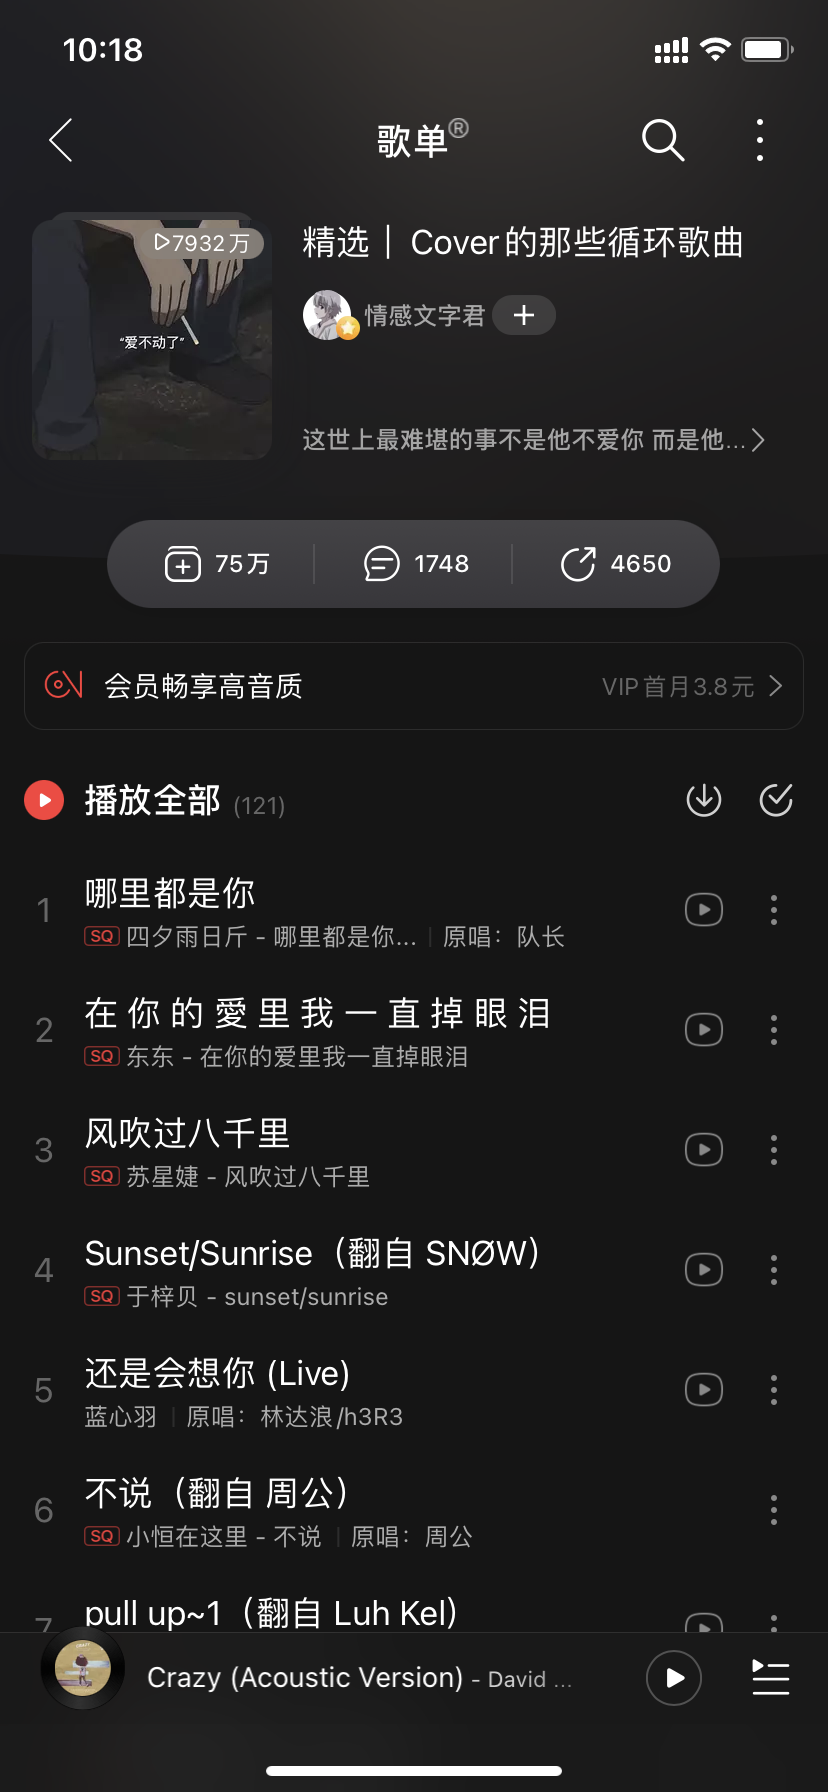 10:18
歌单®
7932万
“爱不动了”
精选｜ Cover的那些循环歌曲
情感文字君
这世上最难堪的事不是他不爱你 而是他...
75万 1748 4650
会员畅享高音质 VIP首月3.8元
播放全部 (121)
1 哪里都是你
SQ 四夕雨日斤 - 哪里都是你... | 原唱：队长
2 在 你 的 愛 里 我 一 直 掉 眼 泪
SQ 东东 - 在你的爱里我一直掉眼泪
3 风吹过八千里
SQ 苏星婕 - 风吹过八千里
4 Sunset/Sunrise（翻自 SNØW）
SQ 于梓贝 - sunset/sunrise
5 还是会想你 (Live)
蓝心羽 | 原唱：林达浪/h3R3
6 不说（翻自 周公）
SQ 小恒在这里 - 不说 | 原唱：周公
7 pull up~1（翻自 Luh Kel）
Crazy (Acoustic Version) - David ...